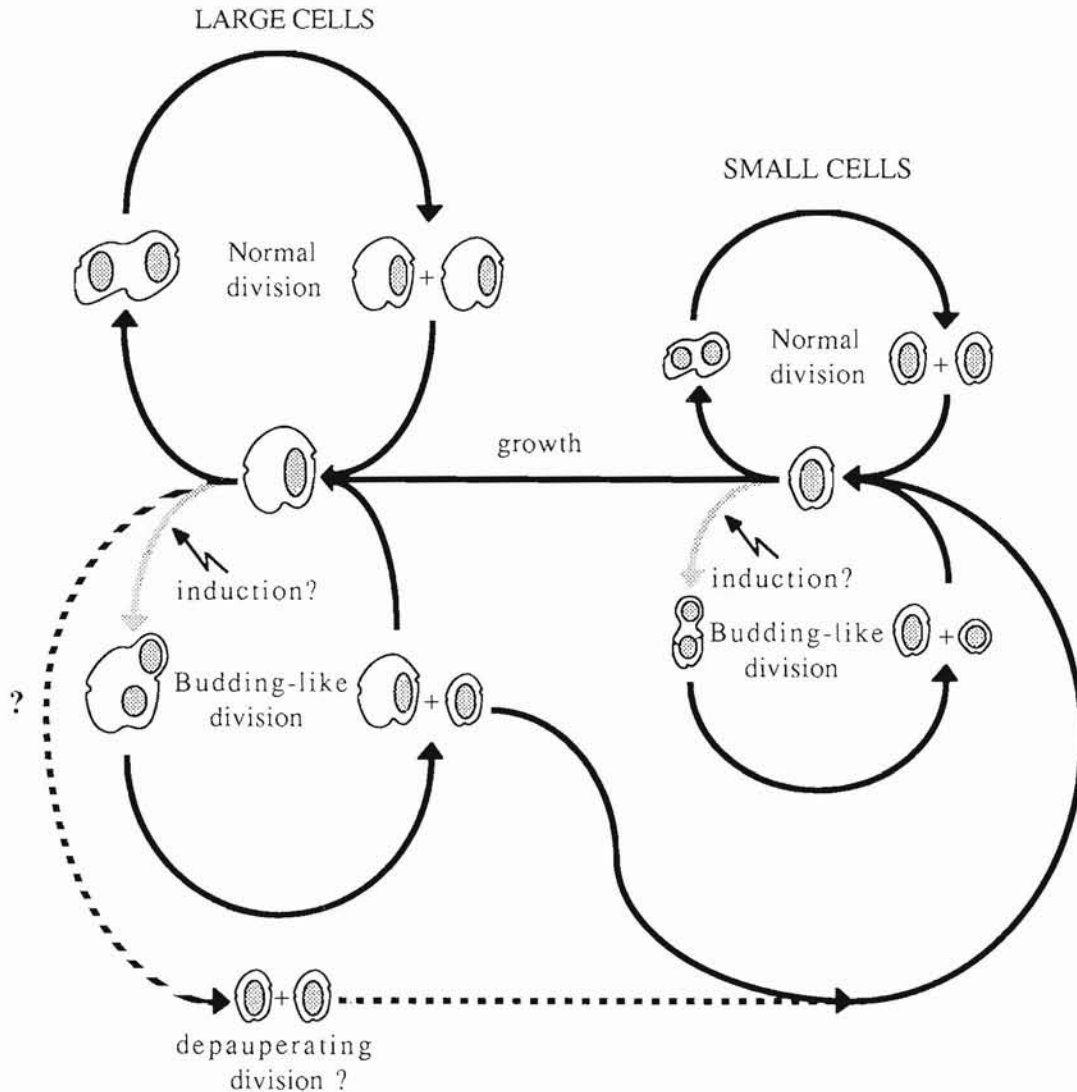 LARGE CELLS
SMALL CELLS
Normal
division
+
Normal
division
+
growth
induction?
induction?
Budding-like
division
+
?
Budding-like
division
+
+
depauperating
division ?